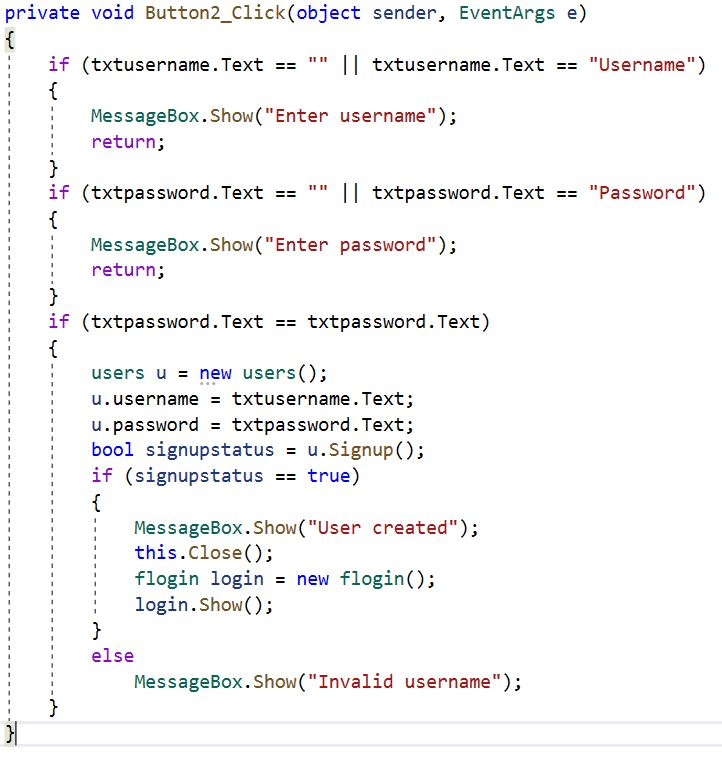 private void Button2_Click(object sender, EventArgs e)
{
if (txtusername.Text == "" || txtusername.Text == "Username")
{
MessageBox.Show("Enter username");
return;
}
if (txtpassword.Text == "" || txtpassword.Text == "Password")
{
MessageBox.Show("Enter password");
return;
}
if (txtpassword.Text == txtpassword.Text)
{
users u = new users();
u.username = txtusername.Text;
u.password = txtpassword.Text;
bool signupstatus = u.Signup();
if (signupstatus == true)
{
MessageBox.Show("User created");
this.Close();
flogin login = new flogin();
login.Show();
}
else
MessageBox.Show("Invalid username");
}
}